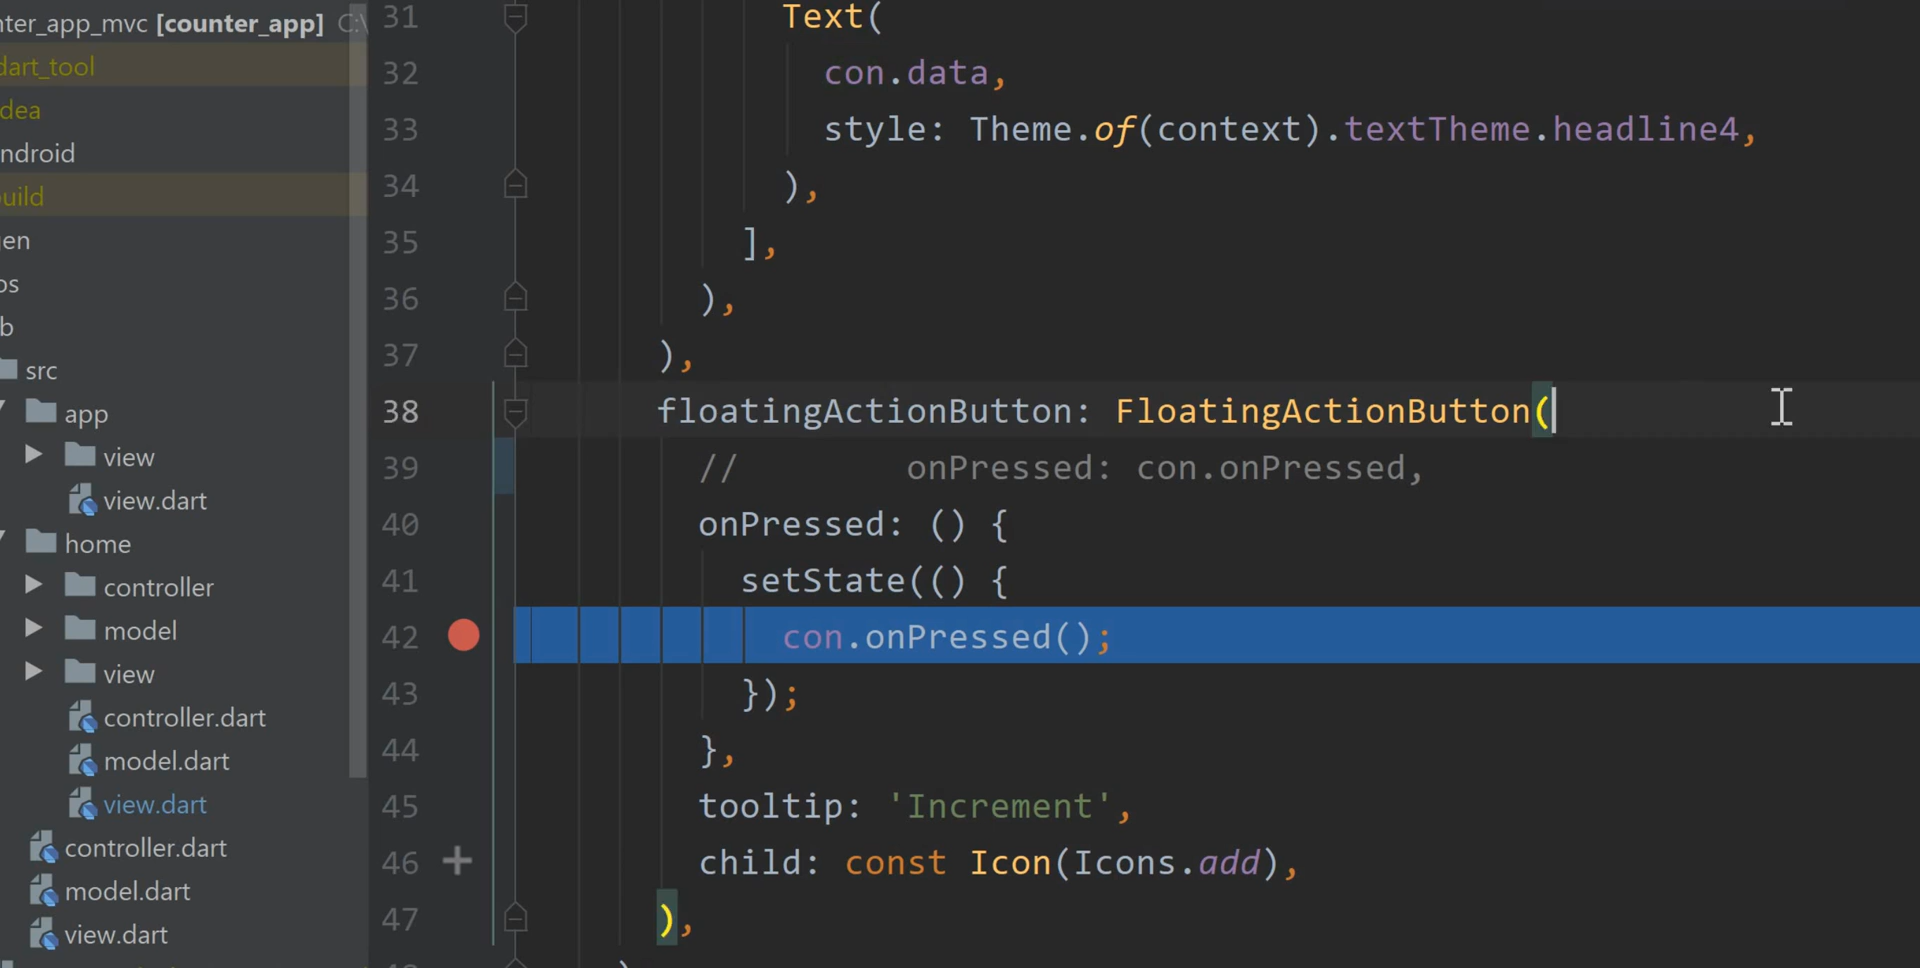 nter_app_mvc [counter_app] C:\
dart_tool
dea
ndroid
uild
gen
os
b
src
app
view
view.dart
home
controller
model
view
controller.dart
model.dart
view.dart
controller.dart
model.dart
view.dart
31 Text(
32 con.data,
33 style: Theme.of(context).textTheme.headline4,
34 ),
35 ],
36 ),
37 ),
38 floatingActionButton: FloatingActionButton(
39 // onPressed: con.onPressed,
40 onPressed: () {
41 setState(() {
42 con.onPressed();
43 });
44 },
45 tooltip: 'Increment',
46 child: const Icon(Icons.add),
47 ),